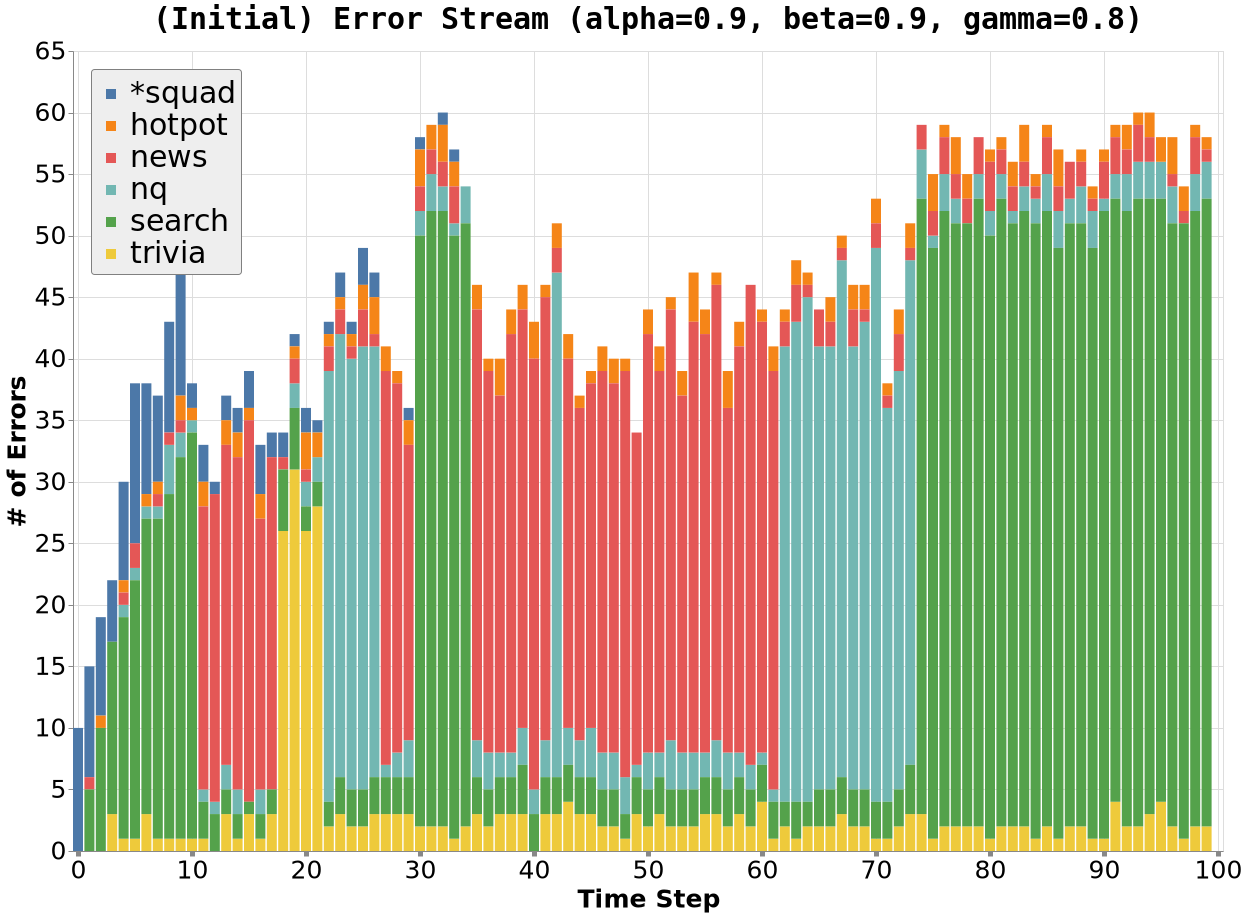 (Initial) Error Stream (alpha=0.9, beta=0.9, gamma=0.8)
# of Errors
65
60
55
50
45
40
35
30
25
20
15
10
5
0
*squad
hotpot
news
nq
search
trivia
0 10 20 30 40 50 60 70 80 90 100
Time Step